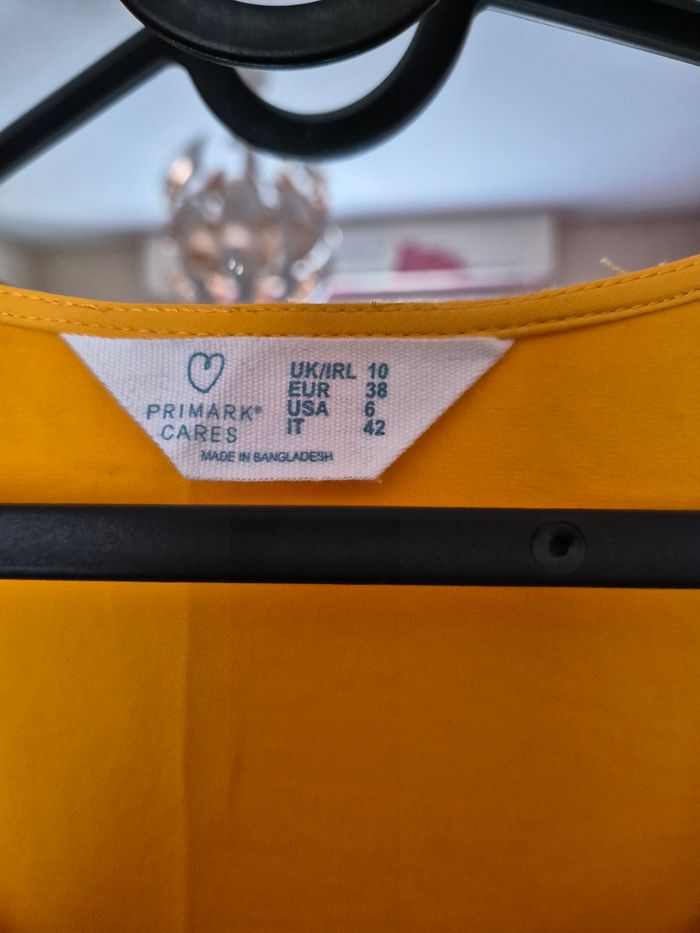 PRIMARK®
CARES
UK/IRL 10
EUR 38
USA 6
IT 42
MADE IN BANGLADESH